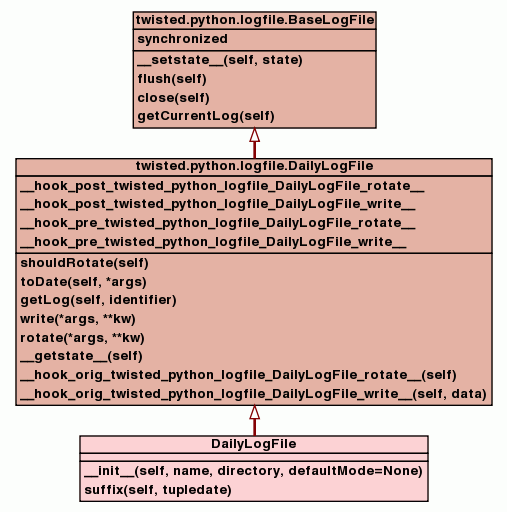 twisted.python.logfile.BaseLogFile
synchronized
__setstate__(self, state)
flush(self)
close(self)
getCurrentLog(self)
twisted.python.logfile.DailyLogFile
__hook_post_twisted_python_logfile_DailyLogFile_rotate__
__hook_post_twisted_python_logfile_DailyLogFile_write__
__hook_pre_twisted_python_logfile_DailyLogFile_rotate__
__hook_pre_twisted_python_logfile_DailyLogFile_write__
shouldRotate(self)
toDate(self, *args)
getLog(self, identifier)
write(*args, **kw)
rotate(*args, **kw)
__getstate__(self)
__hook_orig_twisted_python_logfile_DailyLogFile_rotate__(self)
__hook_orig_twisted_python_logfile_DailyLogFile_write__(self, data)
DailyLogFile
__init__(self, name, directory, defaultMode=None)
suffix(self, tupledate)